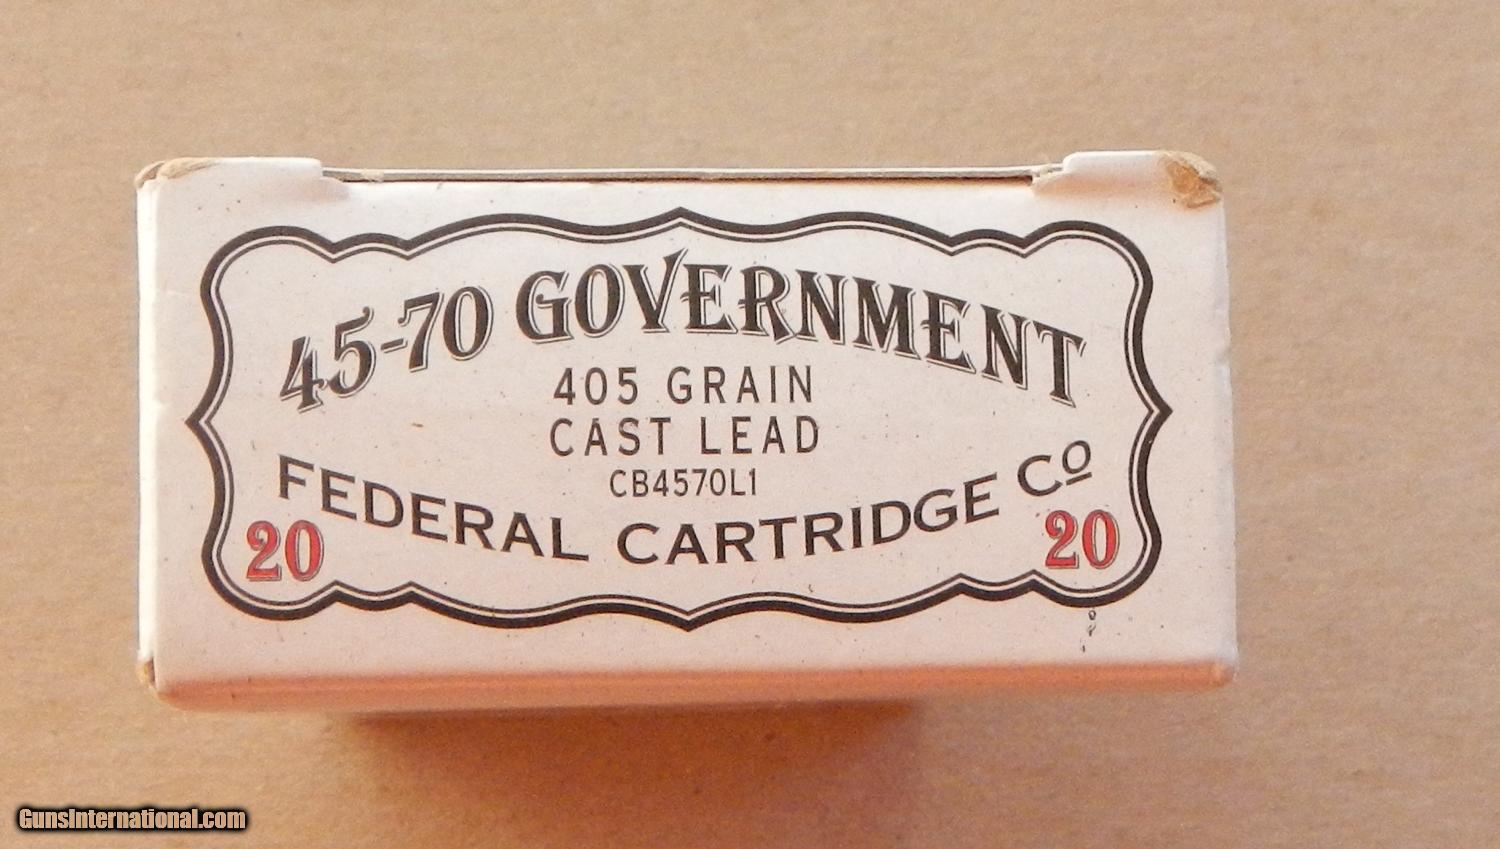 45-70 GOVERNMENT
405 GRAIN
CAST LEAD
CB4570L1
FEDERAL CARTRIDGE Co
20 20
GunsInternational.com